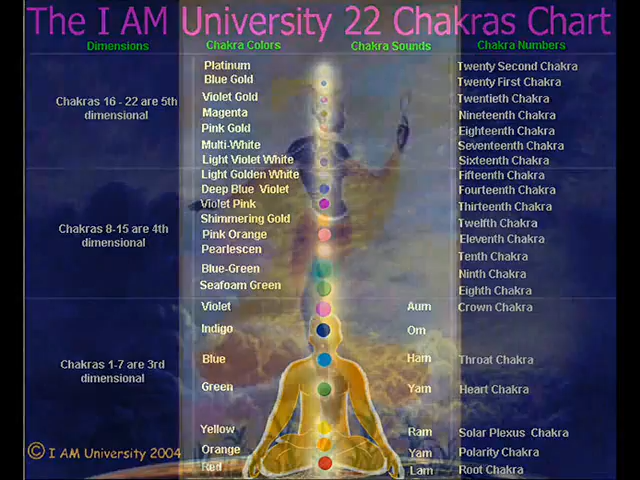 The I AM University 22 Chakras Chart
Dimensions Chakra Colors Chakra Sounds Chakra Numbers
Platinum Twenty Second Chakra
Blue Gold Twenty First Chakra
Chakras 16 - 22 are 5th
dimensional
Violet Gold Twentieth Chakra
Magenta Nineteenth Chakra
Pink Gold Eighteenth Chakra
Multi-White Seventeenth Chakra
Light Violet White Sixteenth Chakra
Light Golden White Fifteenth Chakra
Deep Blue Violet Fourteenth Chakra
Violet Pink Thirteenth Chakra
Shimmering Gold Twelfth Chakra
Chakras 8-15 are 4th
dimensional
Pink Orange Eleventh Chakra
Pearlescen Tenth Chakra
Blue-Green Ninth Chakra
Seafoam Green Eighth Chakra
Violet Aum Crown Chakra
Indigo Om
Chakras 1-7 are 3rd
dimensional
Blue Ham Throat Chakra
Green Yam Heart Chakra
Yellow Ram Solar Plexus Chakra
Orange Yam Polarity Chakra
Red Lam Root Chakra
© I AM University 2004